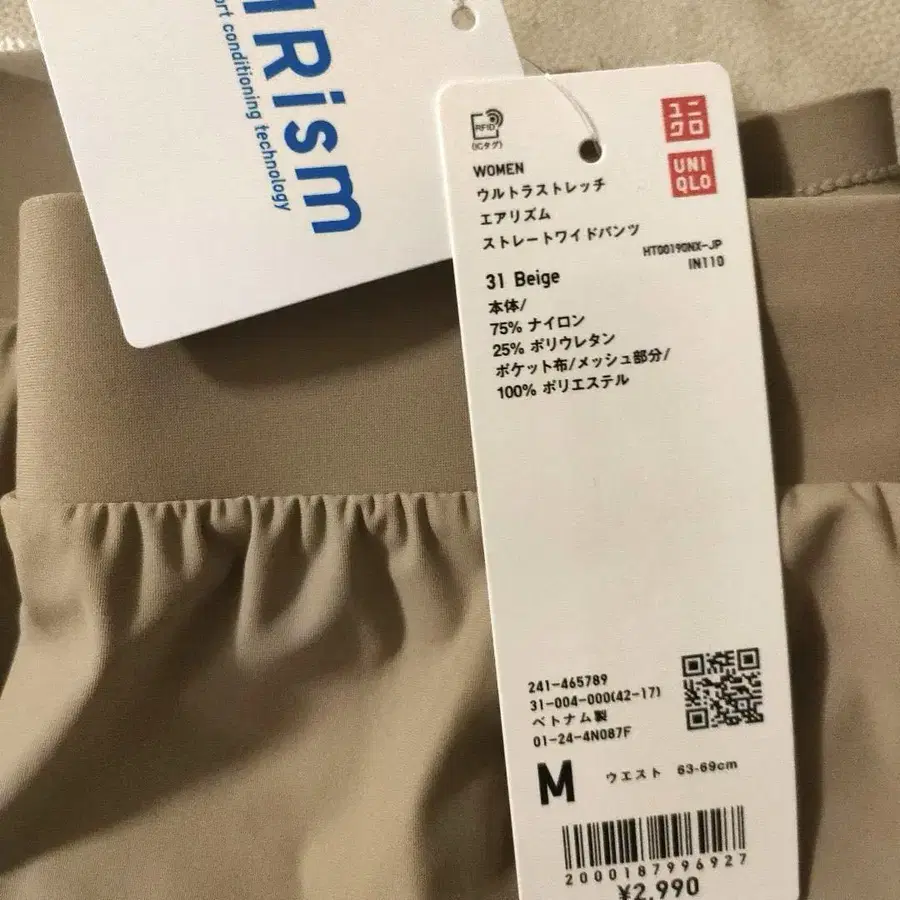 Rism
ort conditioning technology
RFID
(ICタグ)
ユニ
クロ
UNI
QLO
WOMEN
ウルトラストレッチ
エアリズム
ストレートワイドパンツ
HT00190NX-JP
IN110
31 Beige
本体/
75% ナイロン
25% ポリウレタン
ポケット布/メッシュ部分/
100% ポリエステル
241-465789
31-004-000(42-17)
ベトナム製
01-24-4N087F
M ウエスト 63-69cm
2000187996927
¥2,990